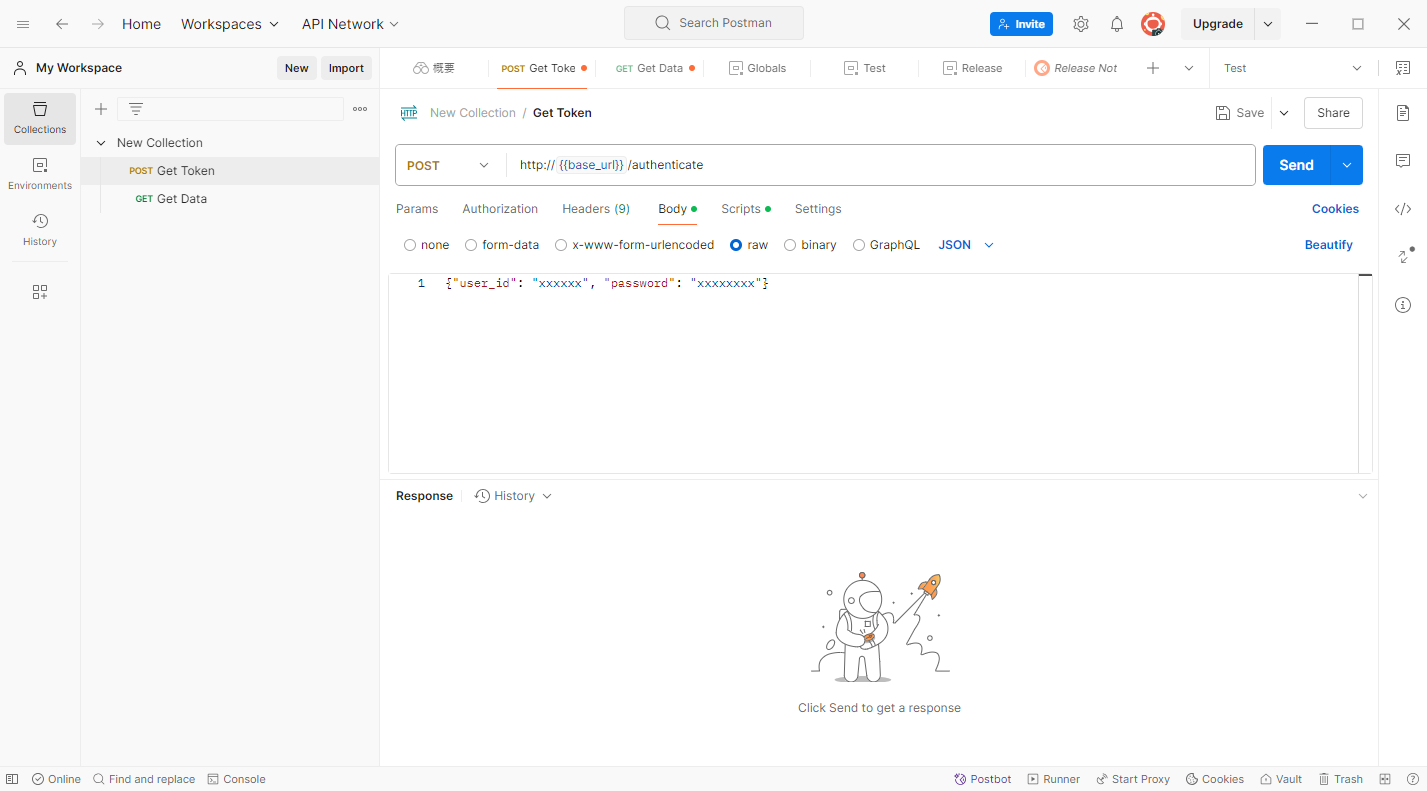 Home Workspaces API Network Search Postman Invite Upgrade
My Workspace New Import 概要 POST Get Toke GET Get Data Globals Test Release Release Not Test
Collections
Environments
History
New Collection
POST Get Token
GET Get Data
HTTP New Collection / Get Token Save Share
POST http:// {{base_url}} /authenticate Send
Params Authorization Headers (9) Body Scripts Settings Cookies
none form-data x-www-form-urlencoded raw binary GraphQL JSON Beautify
1 {"user_id": "xxxxxx", "password": "xxxxxxxx"}
Response History
Click Send to get a response
Online Find and replace Console Postbot Runner Start Proxy Cookies Vault Trash